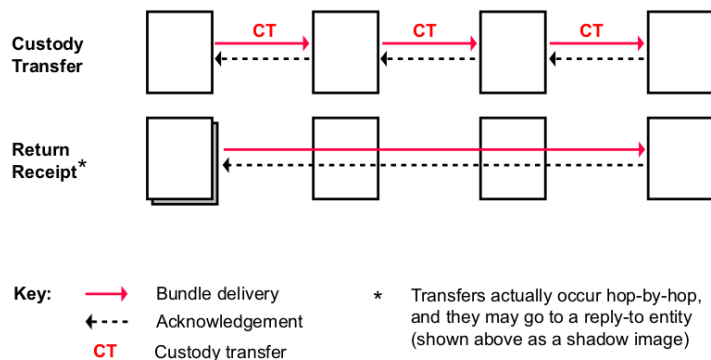 CT CT CT
Custody
Transfer
Return
Receipt*
Key: Bundle delivery
Acknowledgement
CT Custody transfer
* Transfers actually occur hop-by-hop,
and they may go to a reply-to entity
(shown above as a shadow image)